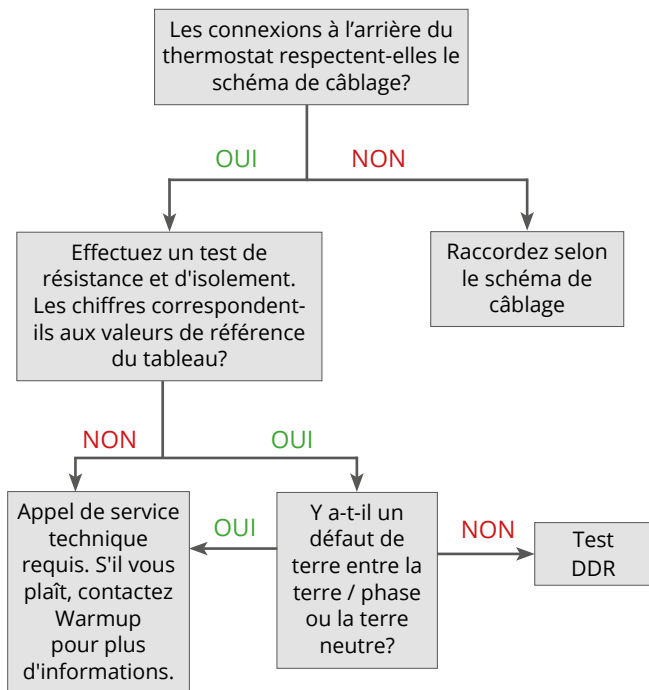 Les connexions à l’arrière du
thermostat respectent-elles le
schéma de câblage?
OUI
NON
Effectuez un test de
résistance et d'isolement.
Les chiffres correspondent-
ils aux valeurs de référence
du tableau?
Raccordez selon
le schéma de
câblage
NON
OUI
Appel de service
technique
requis. S'il vous
plaît, contactez
Warmup
pour plus
d'informations.
OUI
Y a-t-il un
défaut de
terre entre la
terre / phase
ou la terre
neutre?
NON
Test
DDR